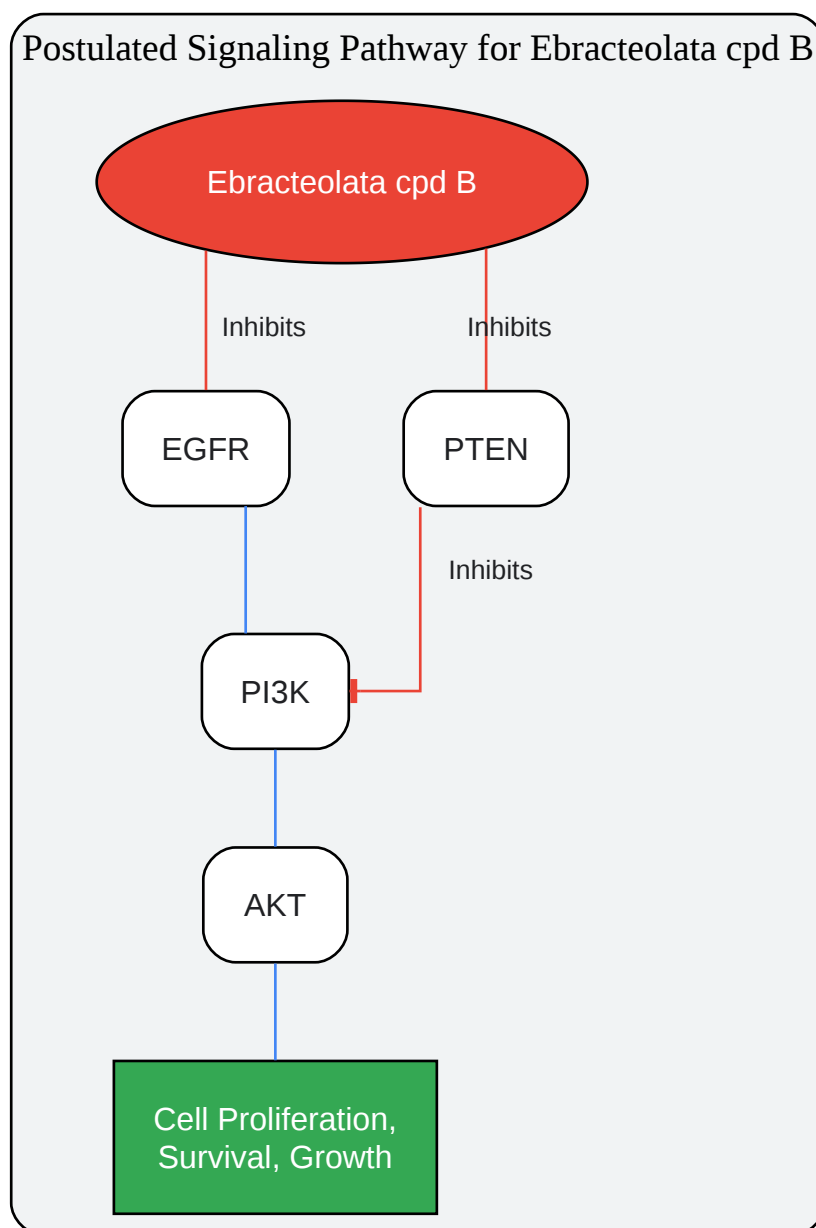 Postulated Signaling Pathway for Ebracteolata cpd B
Ebracteolata cpd B
Inhibits
Inhibits
EGFR
PTEN
Inhibits
PI3K
AKT
Cell Proliferation,
Survival, Growth